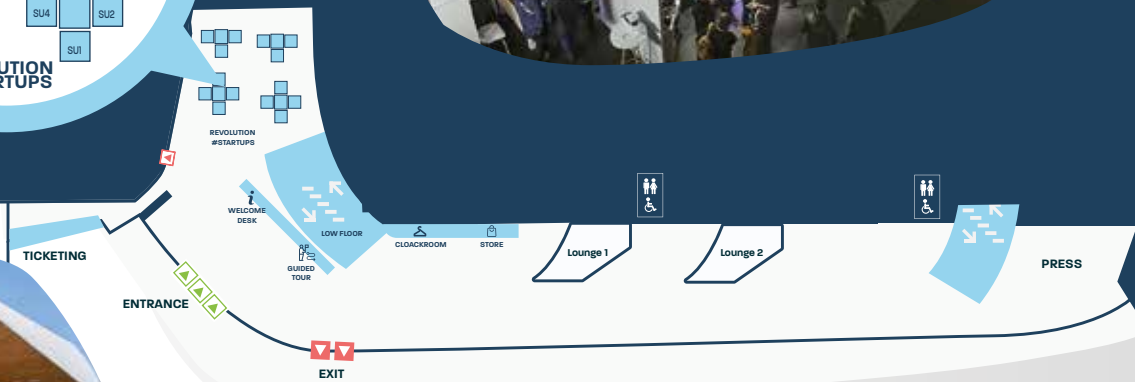 SU4
SU2
SU1
UTION
RTUPS
REVOLUTION
#STARTUPS
i
WELCOME
DESK
LOW FLOOR
CLOACKROOM
STORE
GUIDED
TOUR
Lounge 1
Lounge 2
TICKETING
PRESS
ENTRANCE
EXIT